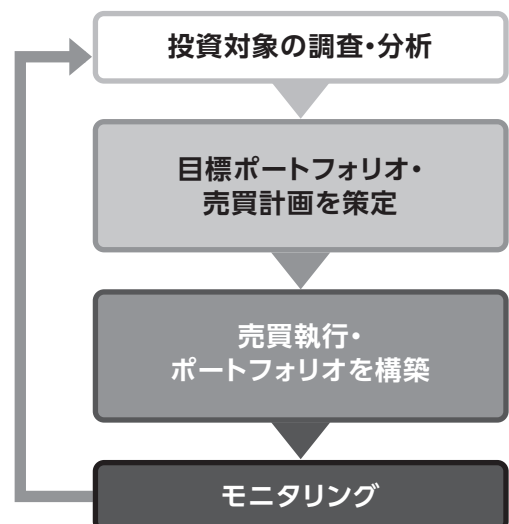 投資対象の調査・分析
目標ポートフォリオ・
売買計画を策定
売買執行・
ポートフォリオを構築
モニタリング